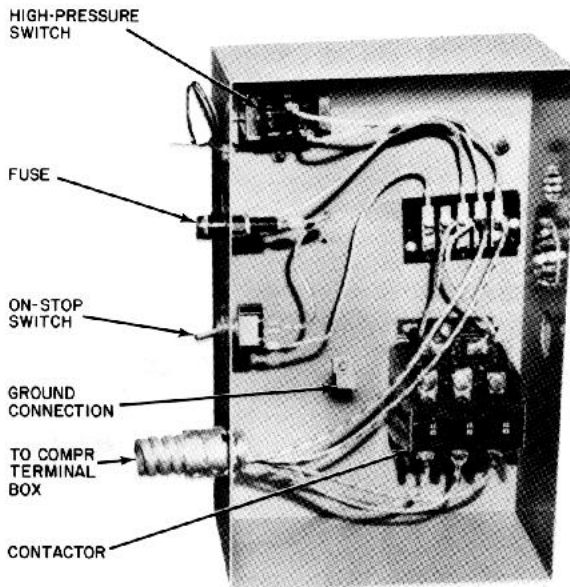 HIGH-PRESSURE
SWITCH
FUSE
ON-STOP
SWITCH
GROUND
CONNECTION
TO COMPR
TERMINAL
BOX
CONTACTOR